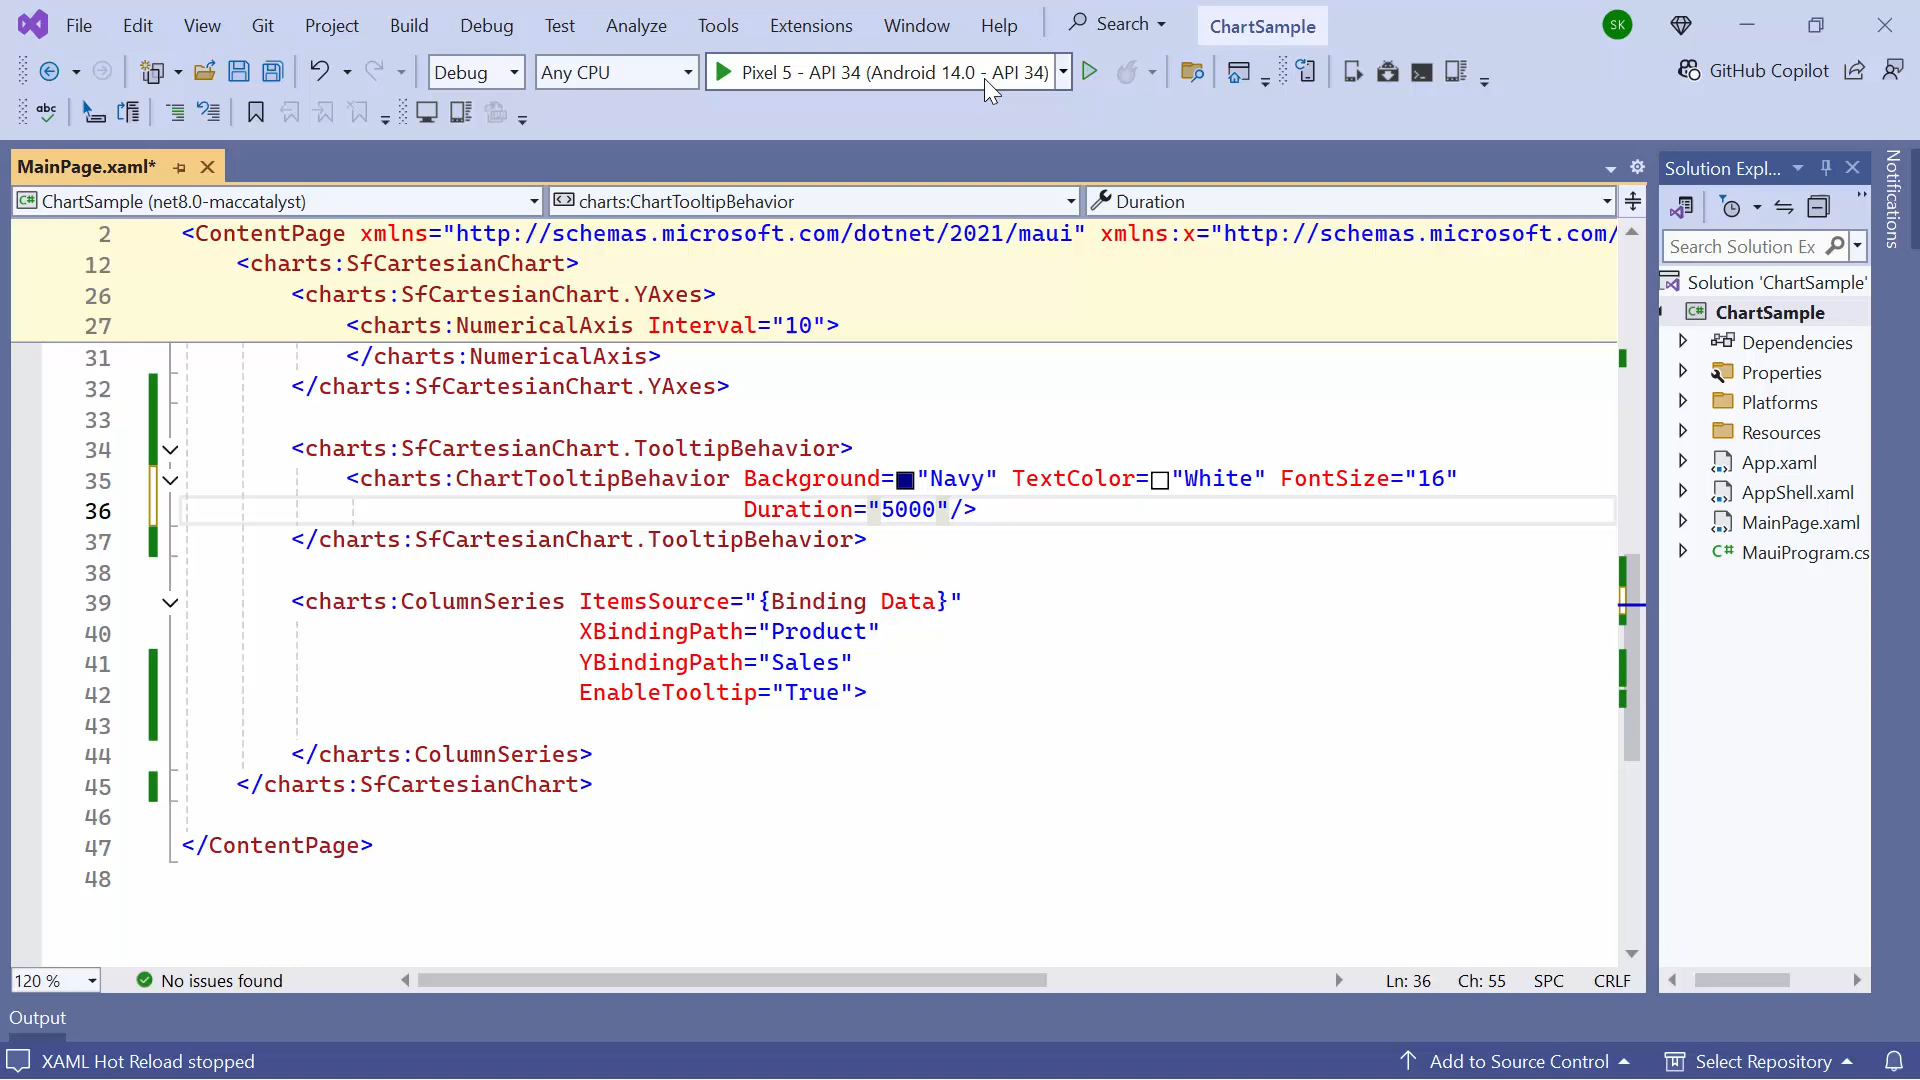 File Edit View Git Project Build Debug Test Analyze Tools Extensions Window Help Search ChartSample SK
Debug Any CPU Pixel 5 - API 34 (Android 14.0 - API 34) GitHub Copilot
abc
MainPage.xaml* Solution Expl... Notifications
ChartSample (net8.0-maccatalyst) charts:ChartTooltipBehavior Duration
Search Solution Ex
2 <ContentPage xmlns="http://schemas.microsoft.com/dotnet/2021/maui" xmlns:x="http://schemas.microsoft.com/
12 <charts:SfCartesianChart>
26 <charts:SfCartesianChart.YAxes>
27 <charts:NumericalAxis Interval="10">
31 </charts:NumericalAxis>
32 </charts:SfCartesianChart.YAxes>
33
34 <charts:SfCartesianChart.TooltipBehavior>
35 <charts:ChartTooltipBehavior Background="Navy" TextColor="White" FontSize="16"
36 Duration="5000"/>
37 </charts:SfCartesianChart.TooltipBehavior>
38
39 <charts:ColumnSeries ItemsSource="{Binding Data}"
40 XBindingPath="Product"
41 YBindingPath="Sales"
42 EnableTooltip="True">
43
44 </charts:ColumnSeries>
45 </charts:SfCartesianChart>
46
47 </ContentPage>
48
Solution 'ChartSample'
C# ChartSample
Dependencies
Properties
Platforms
Resources
App.xaml
AppShell.xaml
MainPage.xaml
C# MauiProgram.cs
120 % No issues found Ln: 36 Ch: 55 SPC CRLF
Output
XAML Hot Reload stopped Add to Source Control Select Repository